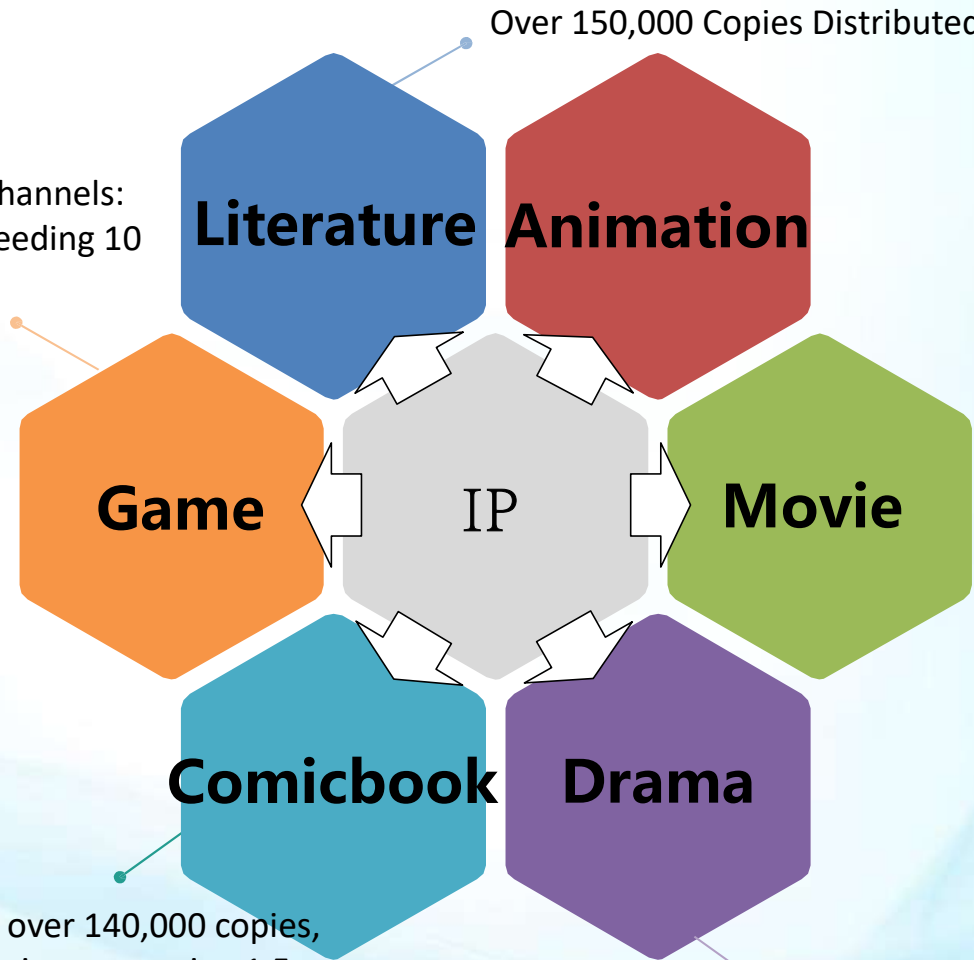 Over 150,000 Copies Distributed
hannels:
eeding 10
Literature
Animation
Game
IP
Movie
Comicbook
Drama
over 140,000 copies,